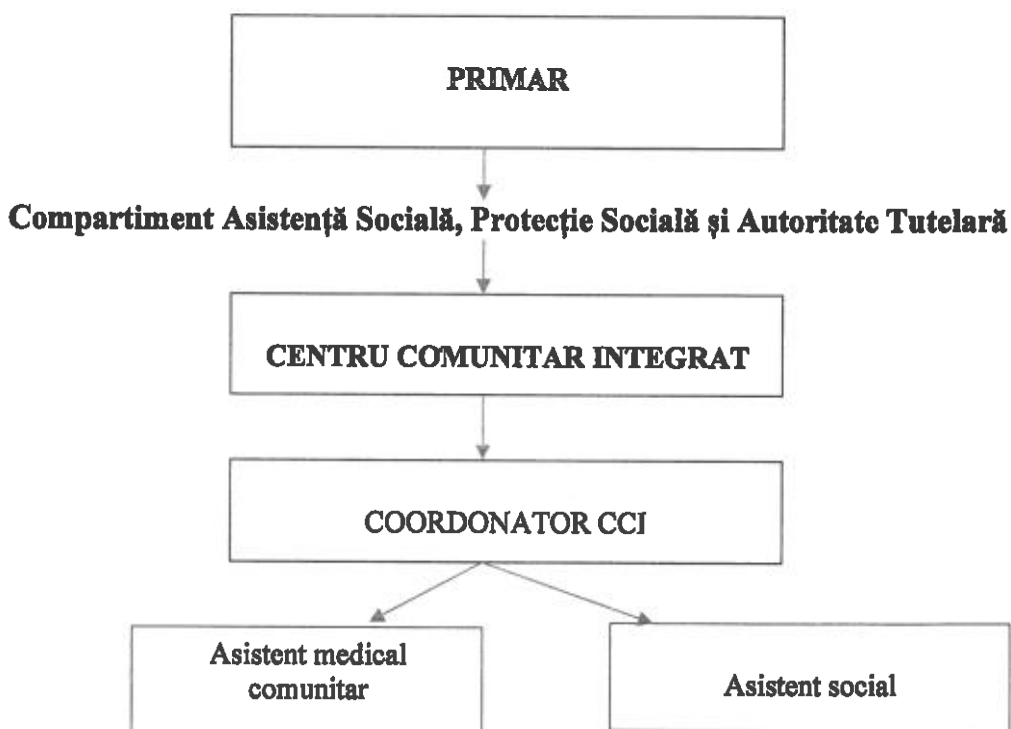 PRIMAR
Compartiment Asistență Socială, Protecție Socială și Autoritate Tutelară
CENTRU COMUNITAR INTEGRAT
COORDONATOR CCI
Asistent medical
comunitar
Asistent social